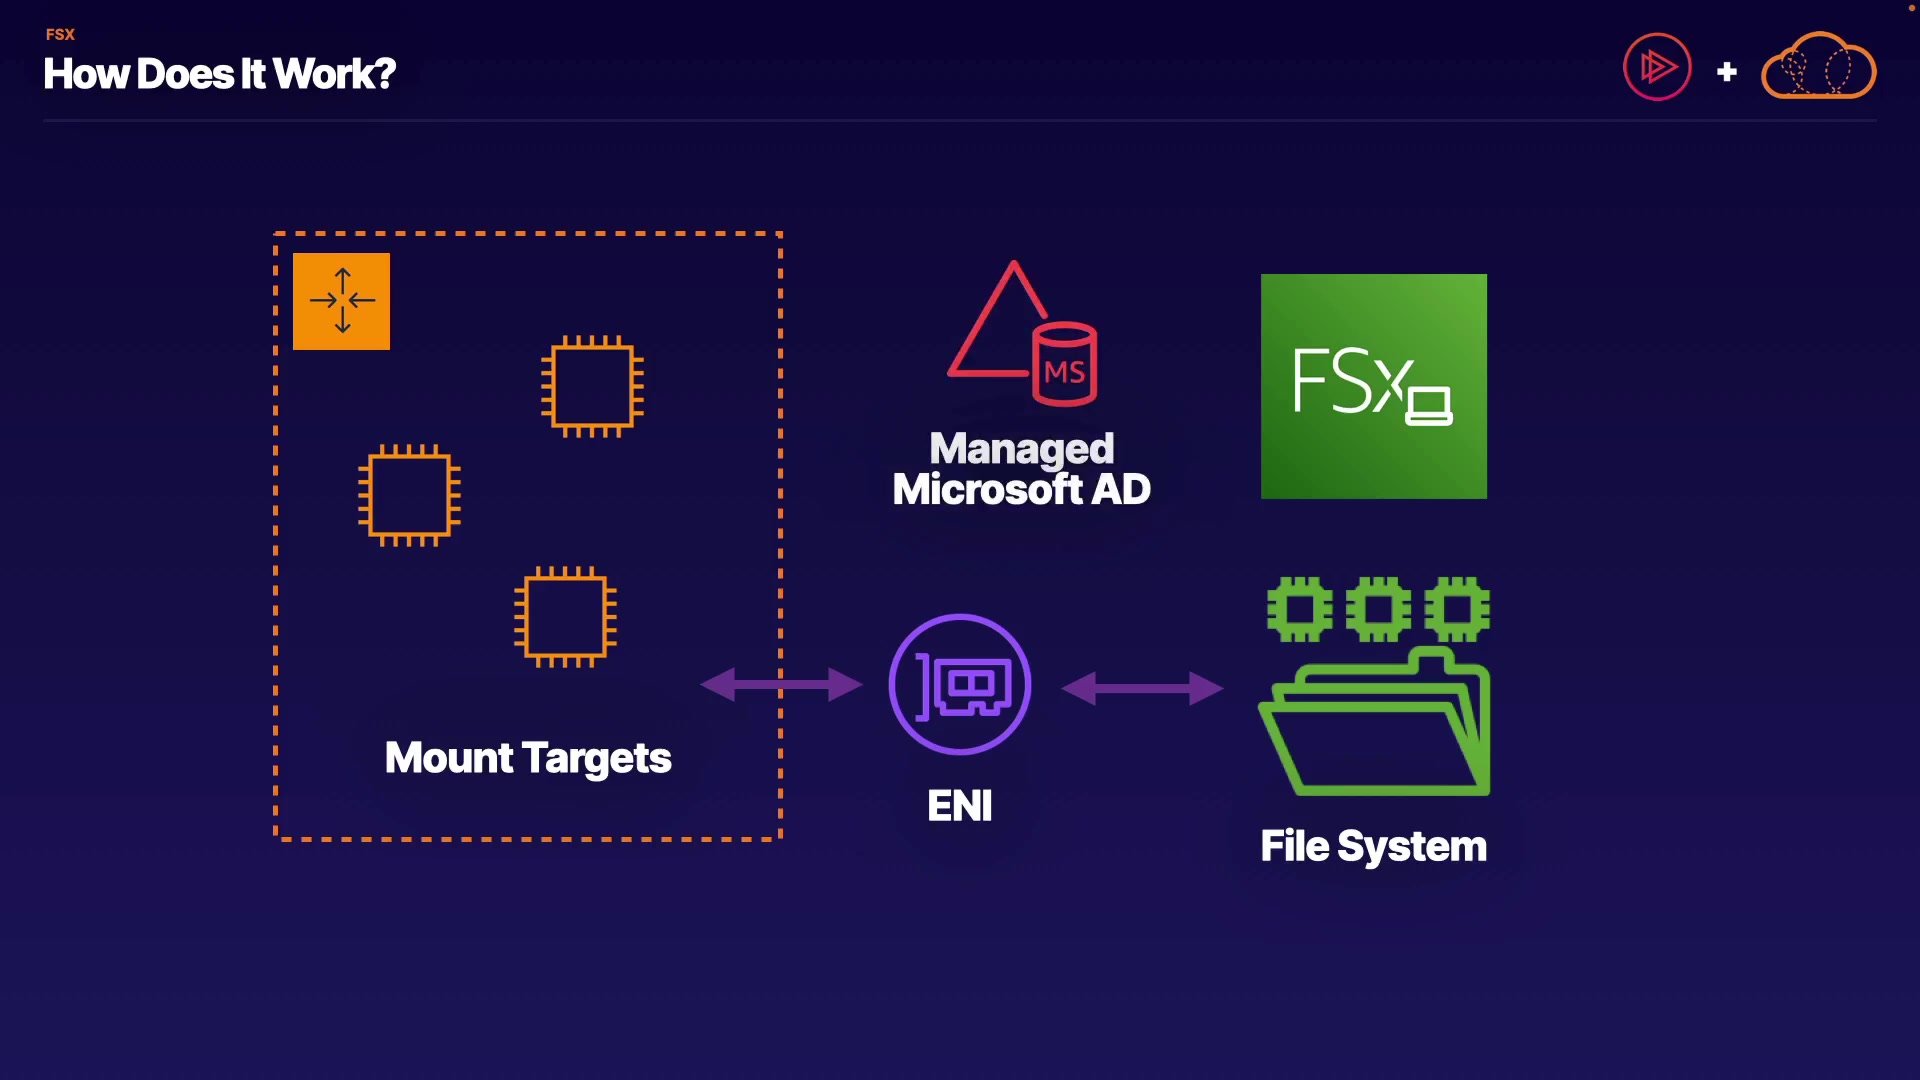 FSX
How Does It Work?
Managed
Microsoft AD
MS
FSx
Mount Targets
ENI
File System